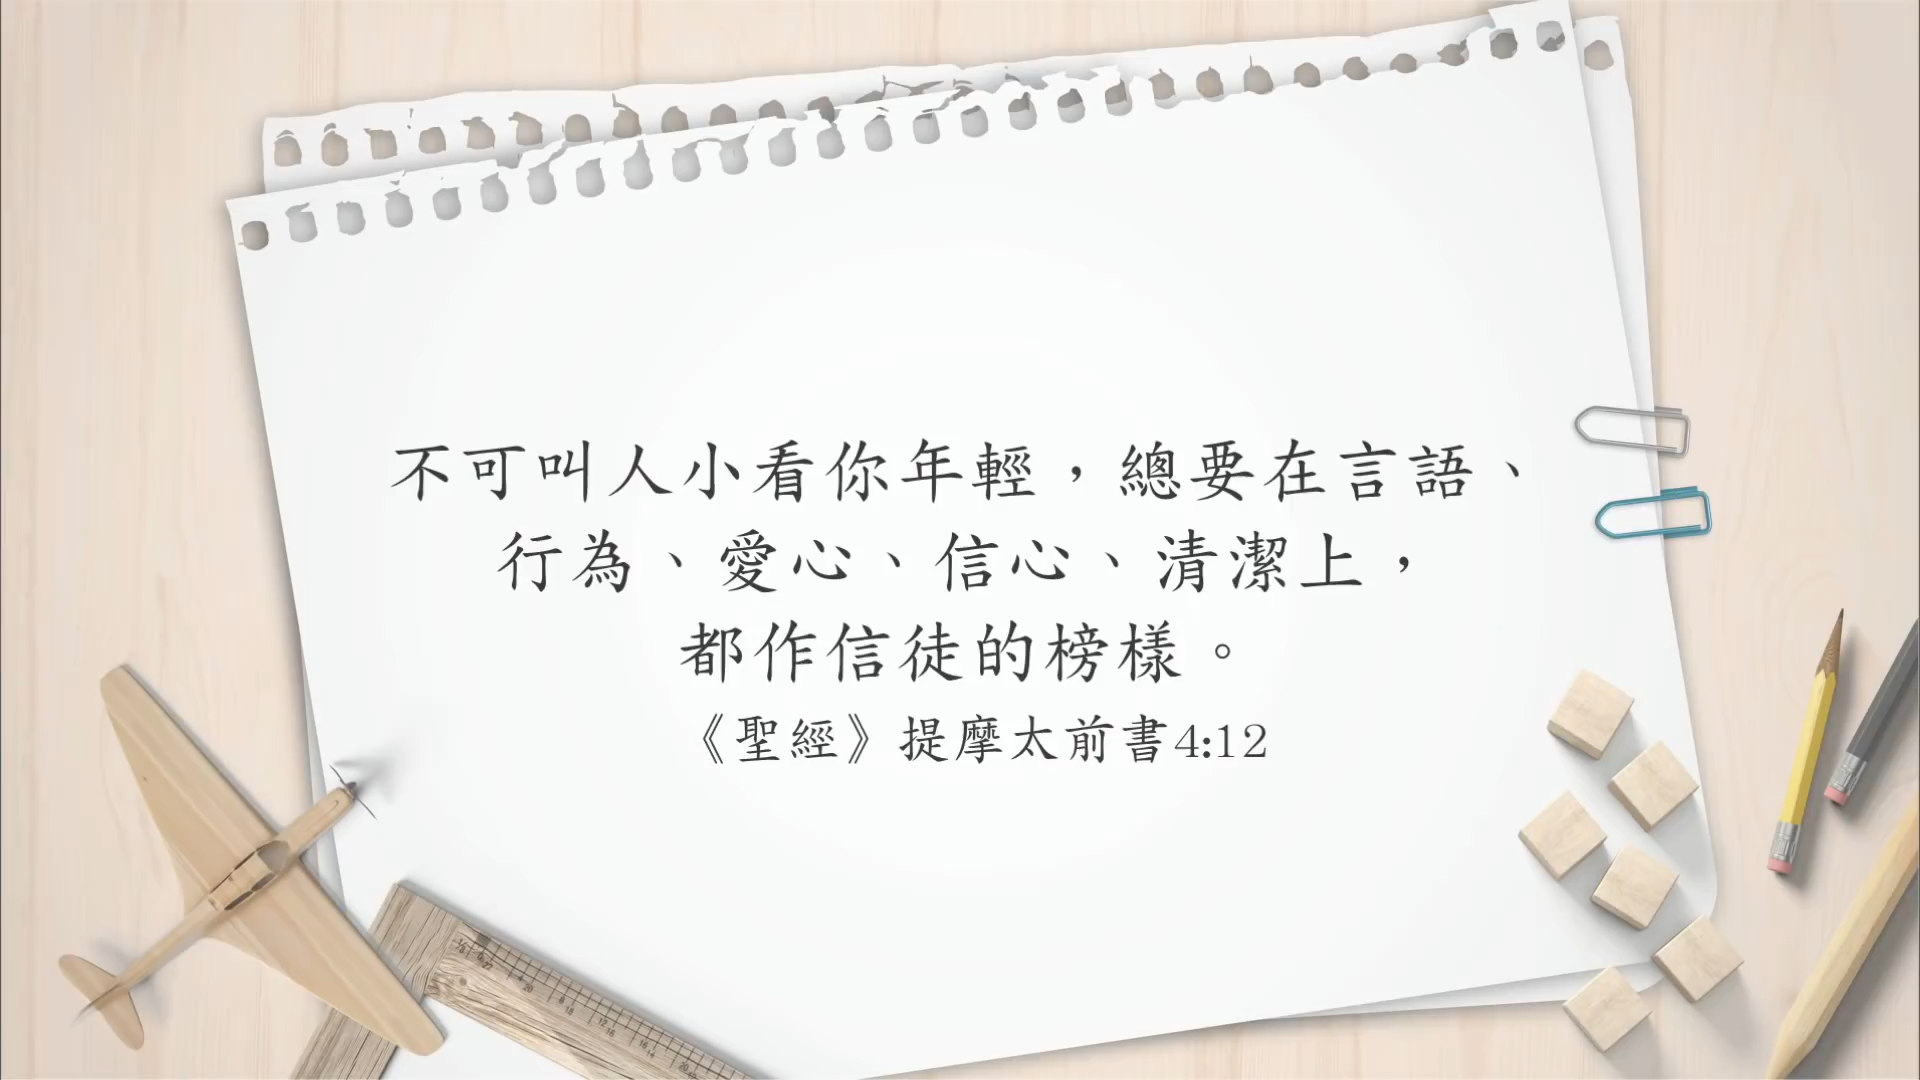 不可叫人小看你年輕，總要在言語、
行為、愛心、信心、清潔上，
都作信徒的榜樣。
《聖經》提摩太前書4:12